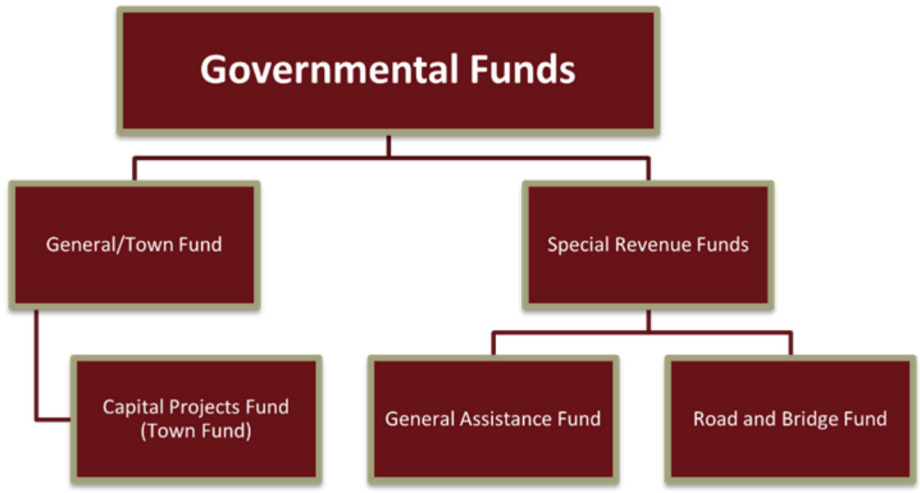 Governmental Funds
General/Town Fund
Special Revenue Funds
Capital Projects Fund
(Town Fund)
General Assistance Fund
Road and Bridge Fund